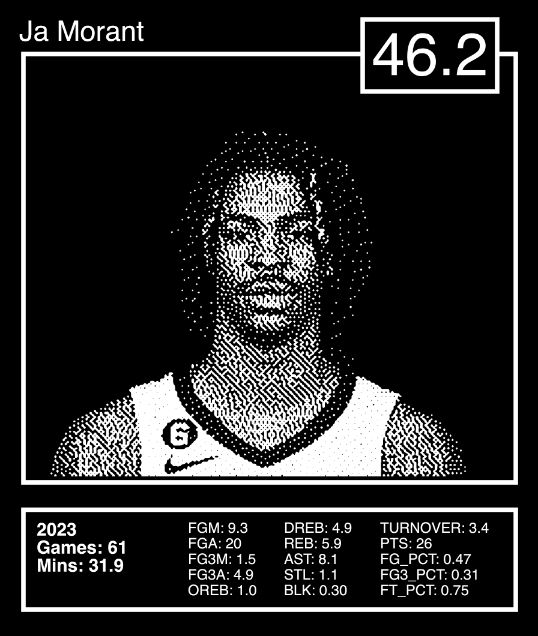 Ja Morant
46.2
6
2023
Games: 61
Mins: 31.9
FGM: 9.3
FGA: 20
FG3M: 1.5
FG3A: 4.9
OREB: 1.0
DREB: 4.9
REB: 5.9
AST: 8.1
STL: 1.1
BLK: 0.30
TURNOVER: 3.4
PTS: 26
FG_PCT: 0.47
FG3_PCT: 0.31
FT_PCT: 0.75